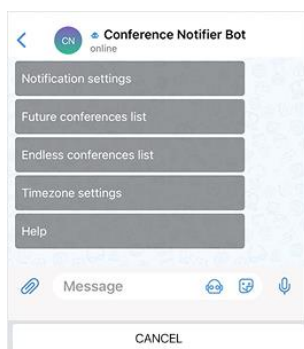 CN
Conference Notifier Bot
online
Notification settings
Future conferences list
Endless conferences list
Timezone settings
Help
Message
CANCEL